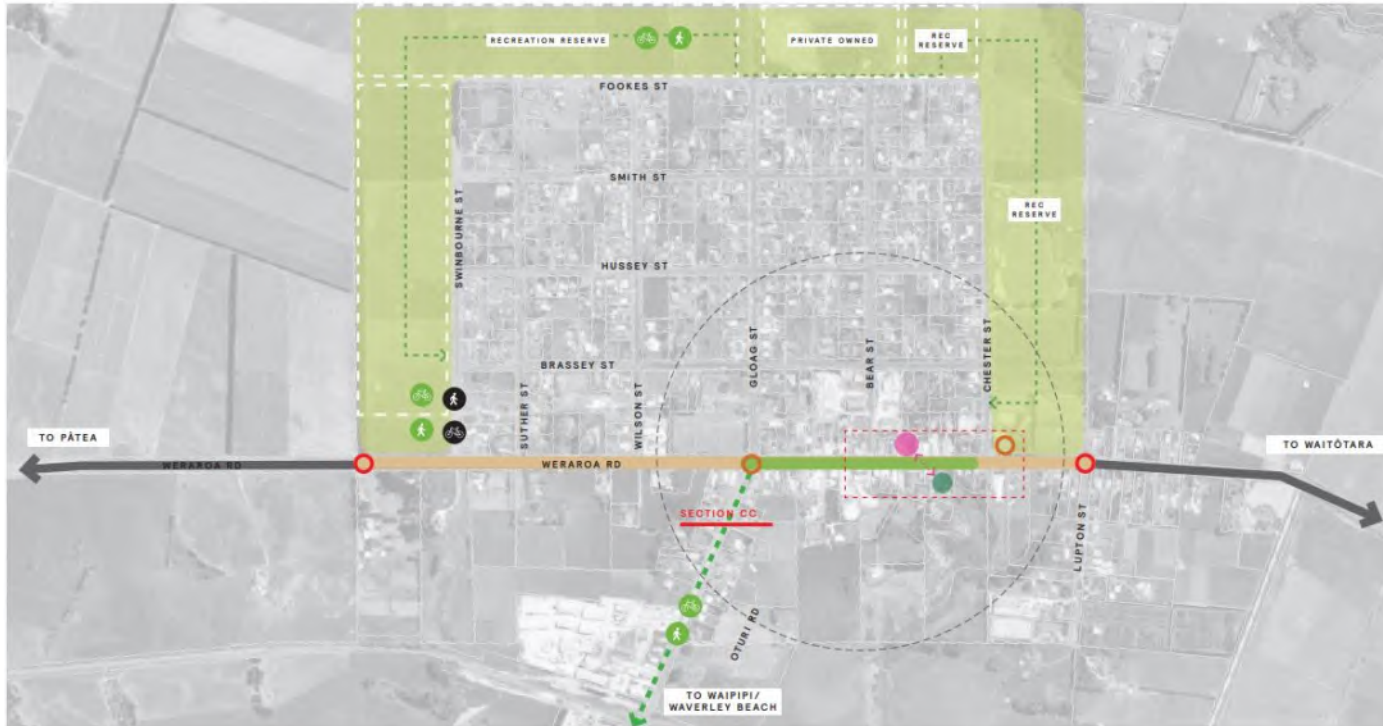 RECREATION RESERVE
PRIVATE OWNED
REC
RESERVE
FOOKES ST
SMITH ST
SWINBOURNE ST
REC
RESERVE
HUSSEY ST
GLOAG ST
BEAR ST
CHESTER ST
BRASSEY ST
SUTHER ST
WILSON ST
TO PĀTEA
TO WAITŌTARA
WERAROA RD
WERAROA RD
SECTION CC
LUPTON ST
OTURI RD
TO WAIPIPI/
WAVERLEY BEACH